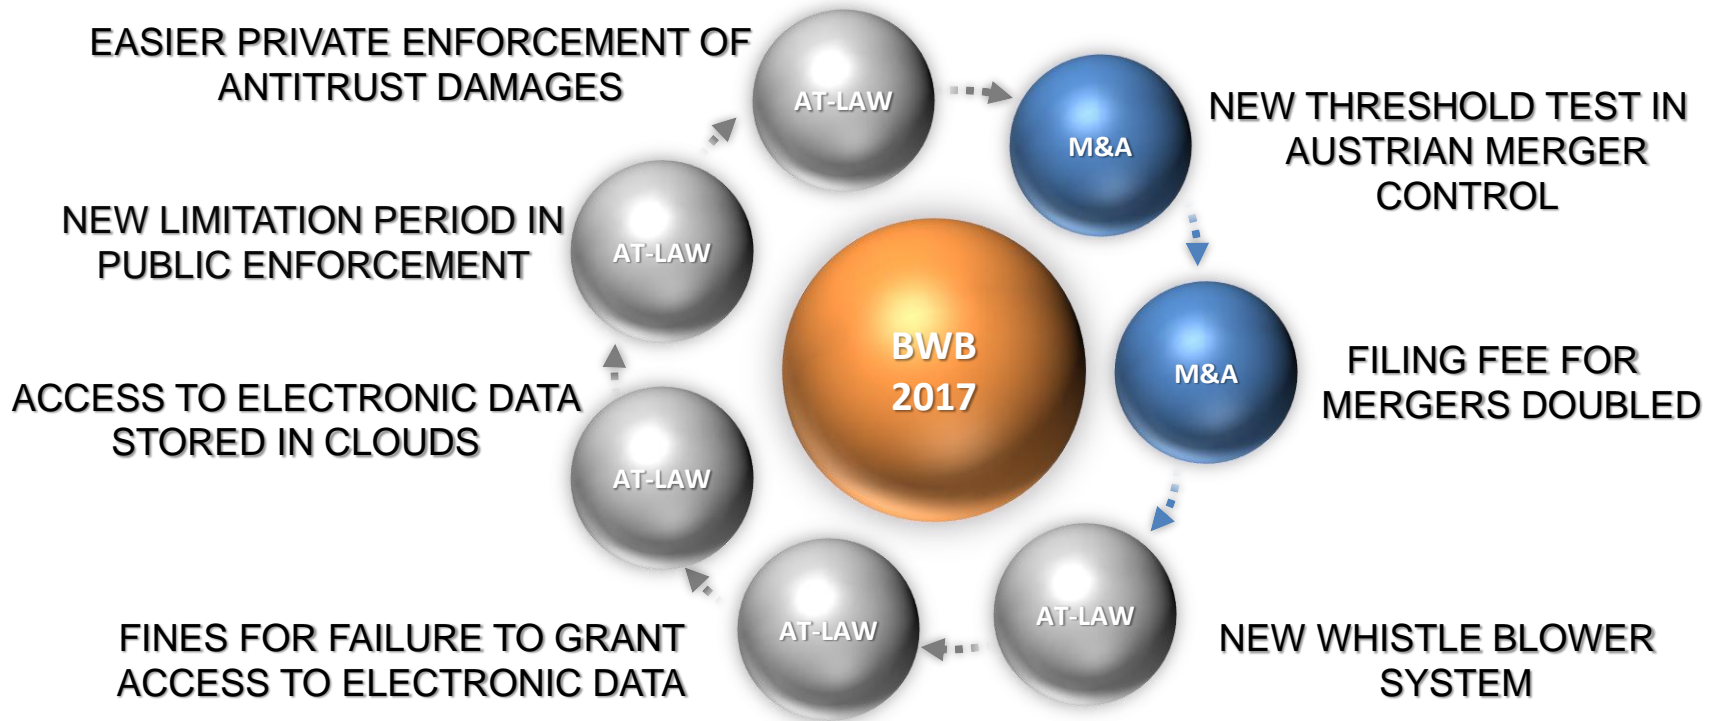 EASIER PRIVATE ENFORCEMENT OF
ANTITRUST DAMAGES
AT-LAW
M&A
NEW THRESHOLD TEST IN
AUSTRIAN MERGER
CONTROL
NEW LIMITATION PERIOD IN
PUBLIC ENFORCEMENT
AT-LAW
BWB
2017
M&A
FILING FEE FOR
MERGERS DOUBLED
ACCESS TO ELECTRONIC DATA
STORED IN CLOUDS
AT-LAW
FINES FOR FAILURE TO GRANT
ACCESS TO ELECTRONIC DATA
AT-LAW
AT-LAW
NEW WHISTLE BLOWER
SYSTEM